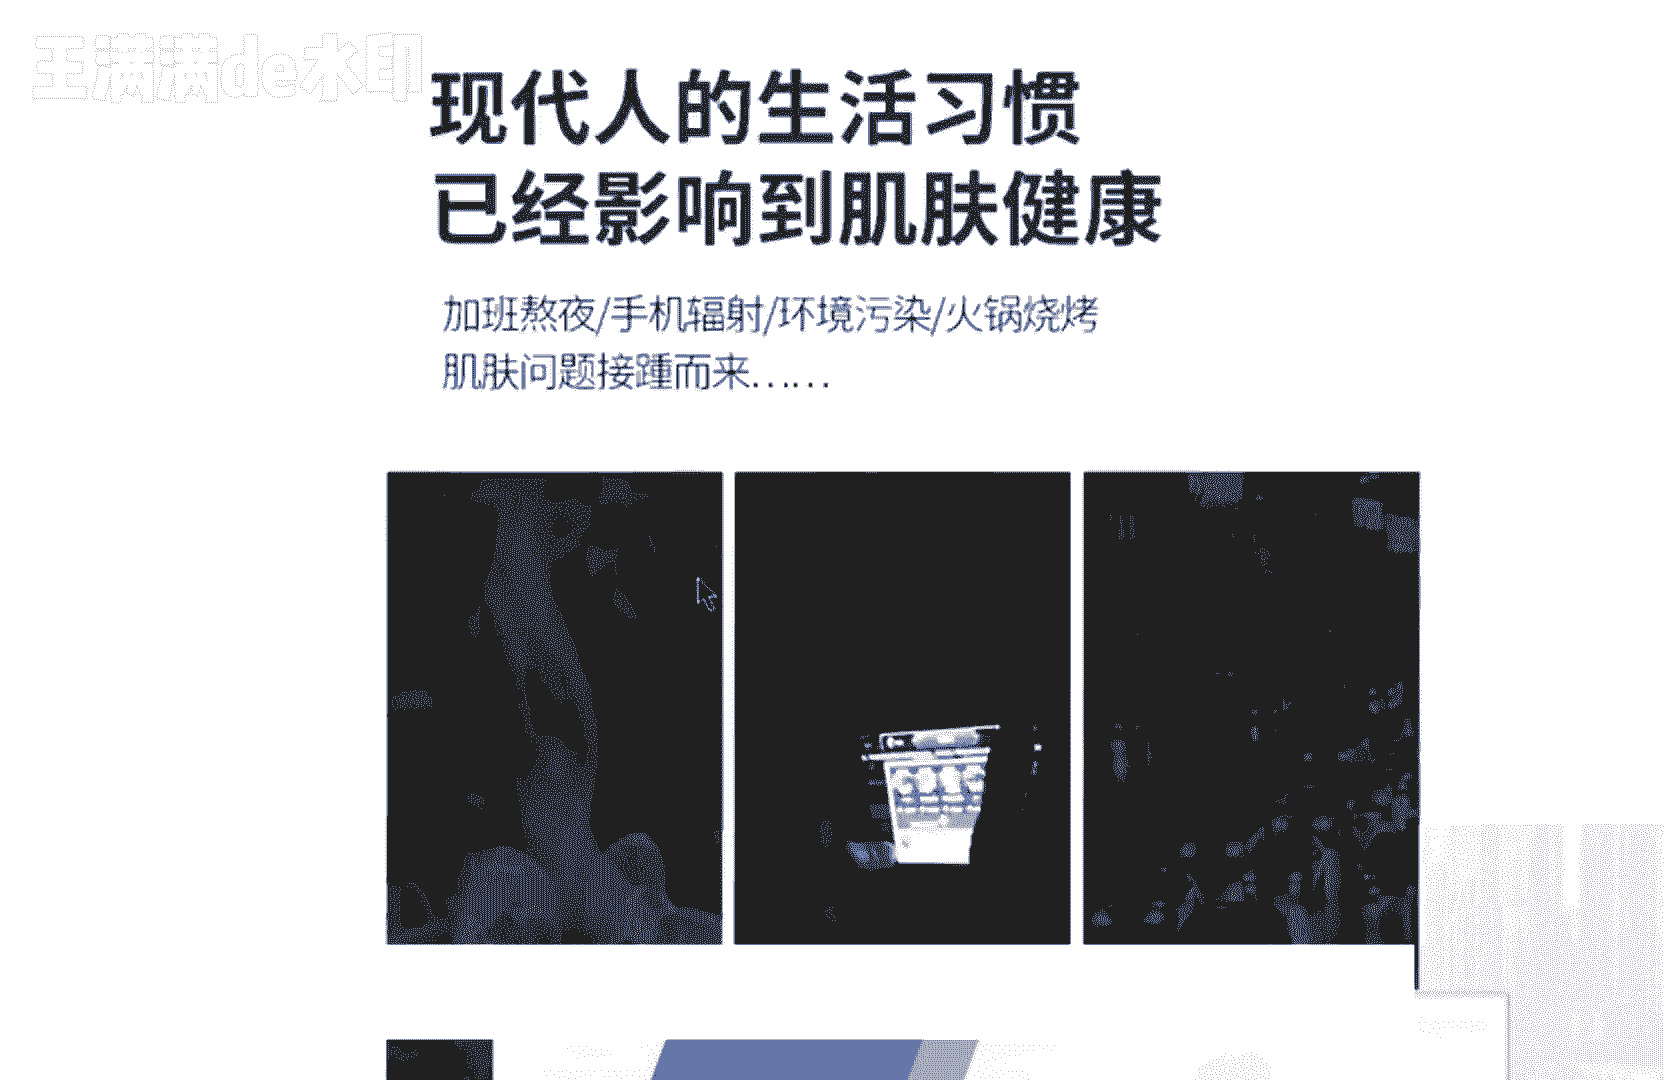 王满满de水印
现代人的生活习惯
已经影响到肌肤健康
加班熬夜/手机辐射/环境污染/火锅烧烤
肌肤问题接踵而来……